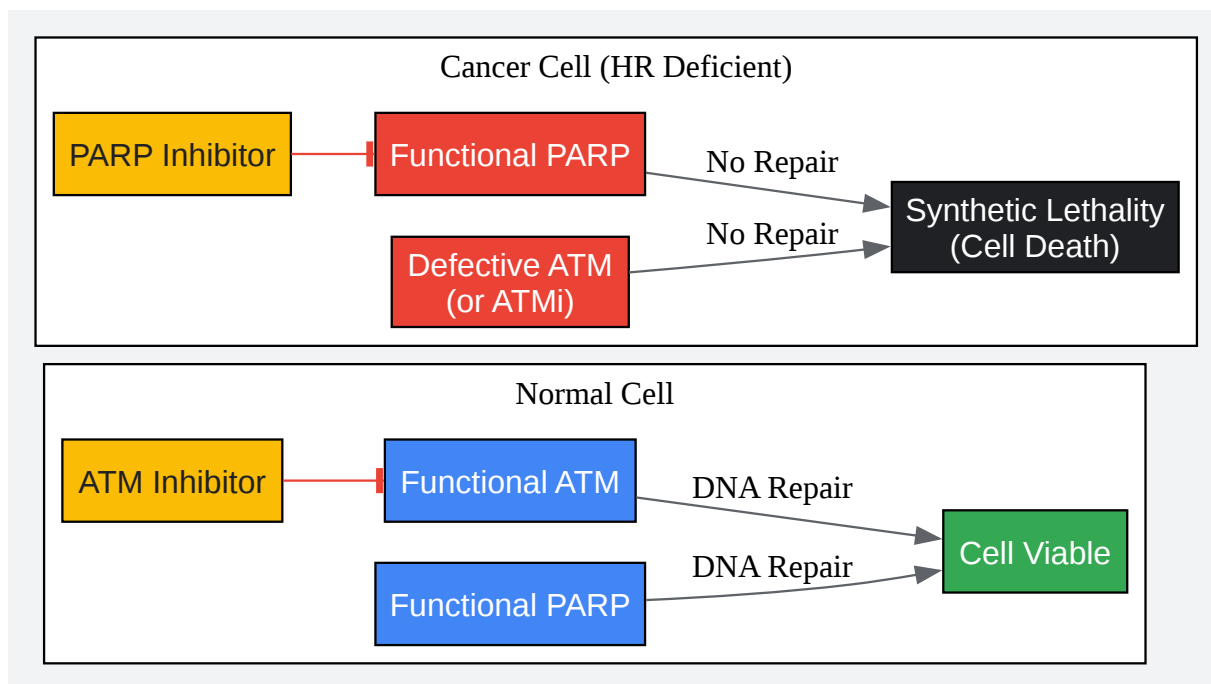 Cancer Cell (HR Deficient)
PARP Inhibitor
Functional PARP
No Repair
Defective ATM
(or ATMi)
No Repair
Synthetic Lethality
(Cell Death)
Normal Cell
ATM Inhibitor
Functional ATM
DNA Repair
Functional PARP
DNA Repair
Cell Viable